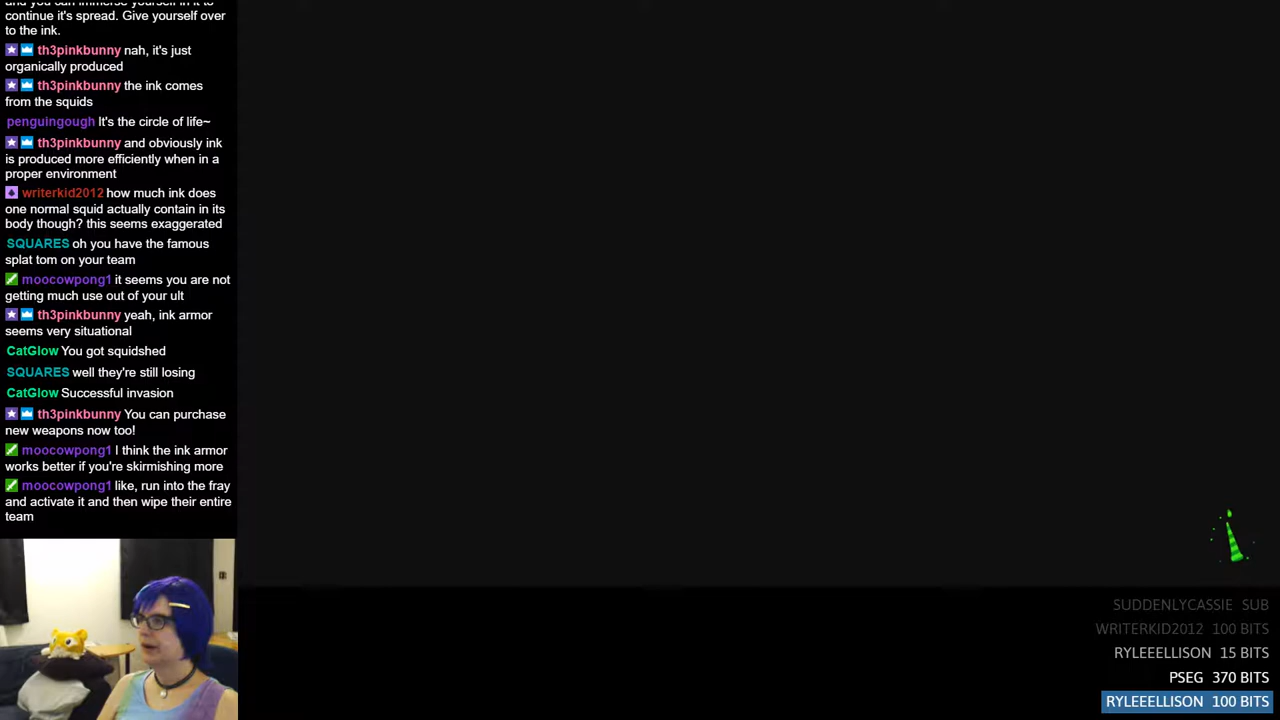 and you can immerse yourself in it to
continue it's spread. Give yourself over
to the ink.
th3pinkbunny nah, it's just
organically produced
th3pinkbunny the ink comes
from the squids
penguingough It's the circle of life~
th3pinkbunny and obviously ink
is produced more efficiently when in a
proper environment
writerkid2012 how much ink does
one normal squid actually contain in its
body though? this seems exaggerated
SQUARES oh you have the famous
splat tom on your team
moocowpong1 it seems you are not
getting much use out of your ult
th3pinkbunny yeah, ink armor
seems very situational
CatGlow You got squidshed
SQUARES well they're still losing
CatGlow Successful invasion
th3pinkbunny You can purchase
new weapons now too!
moocowpong1 I think the ink armor
works better if you're skirmishing more
moocowpong1 like, run into the fray
and activate it and then wipe their entire
team
SUDDENLYCASSIE SUB
WRITERKID2012 100 BITS
RYLEEELLISON 15 BITS
PSEG 370 BITS
RYLEEELLISON 100 BITS